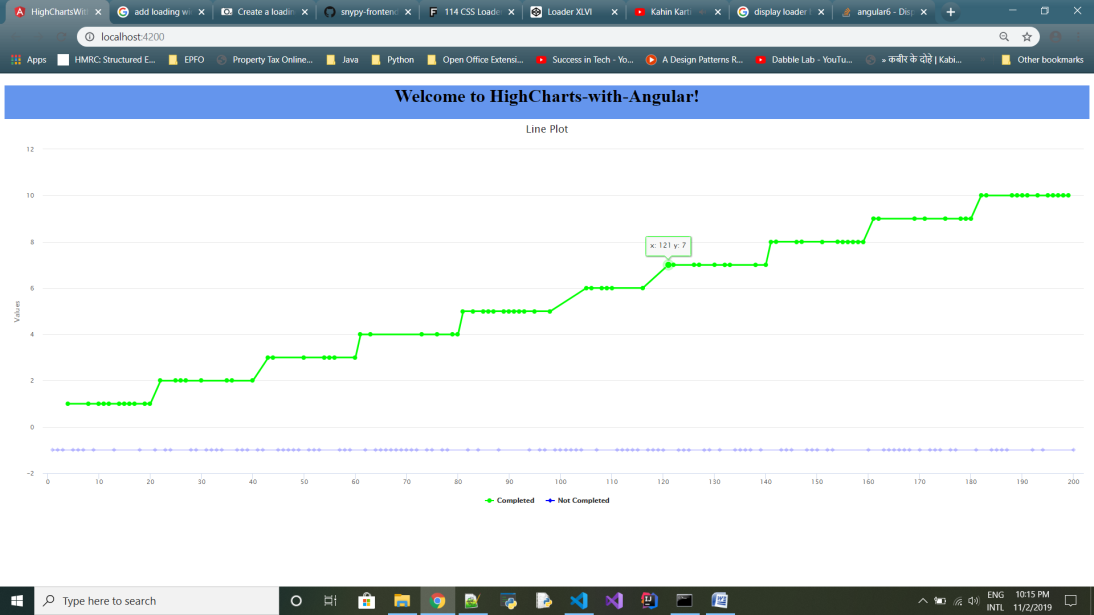 HighChartsWith
add loading wi
Create a loadin
snypy-frontend
114 CSS Loade
Loader XLVI
Kahin Karti
display loader
angular6 - Disp
localhost:4200
Apps
HMRC: Structured E...
EPFO
Property Tax Online...
Java
Python
Open Office Extensi...
Success in Tech - Yo...
A Design Patterns R...
Dabble Lab - YouTu...
» कबीर के दोहे | Kabi...
Other bookmarks
Welcome to HighCharts-with-Angular!
Line Plot
12
10
8
6
4
2
0
-2
Values
x: 121 y: 7
0 10 20 30 40 50 60 70 80 90 100 110 120 130 140 150 160 170 180 190 200
Completed
Not Completed
Type here to search
ENG
INTL
10:15 PM
11/2/2019